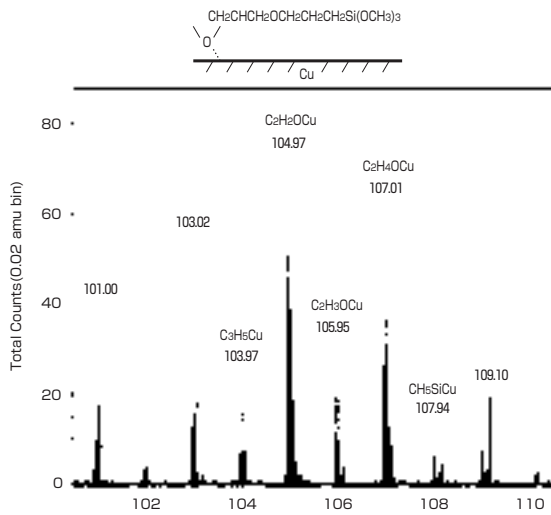 CH2CHCH2OCH2CH2CH2Si(OCH3)3
O
Cu
80
60
40
20
0
Total Counts(0.02 amu bin)
C2H2OCu
104.97
C2H4OCu
107.01
103.02
101.00
C2H3OCu
105.95
C3H5Cu
103.97
CH5SiCu
107.94
109.10
102
104
106
108
110